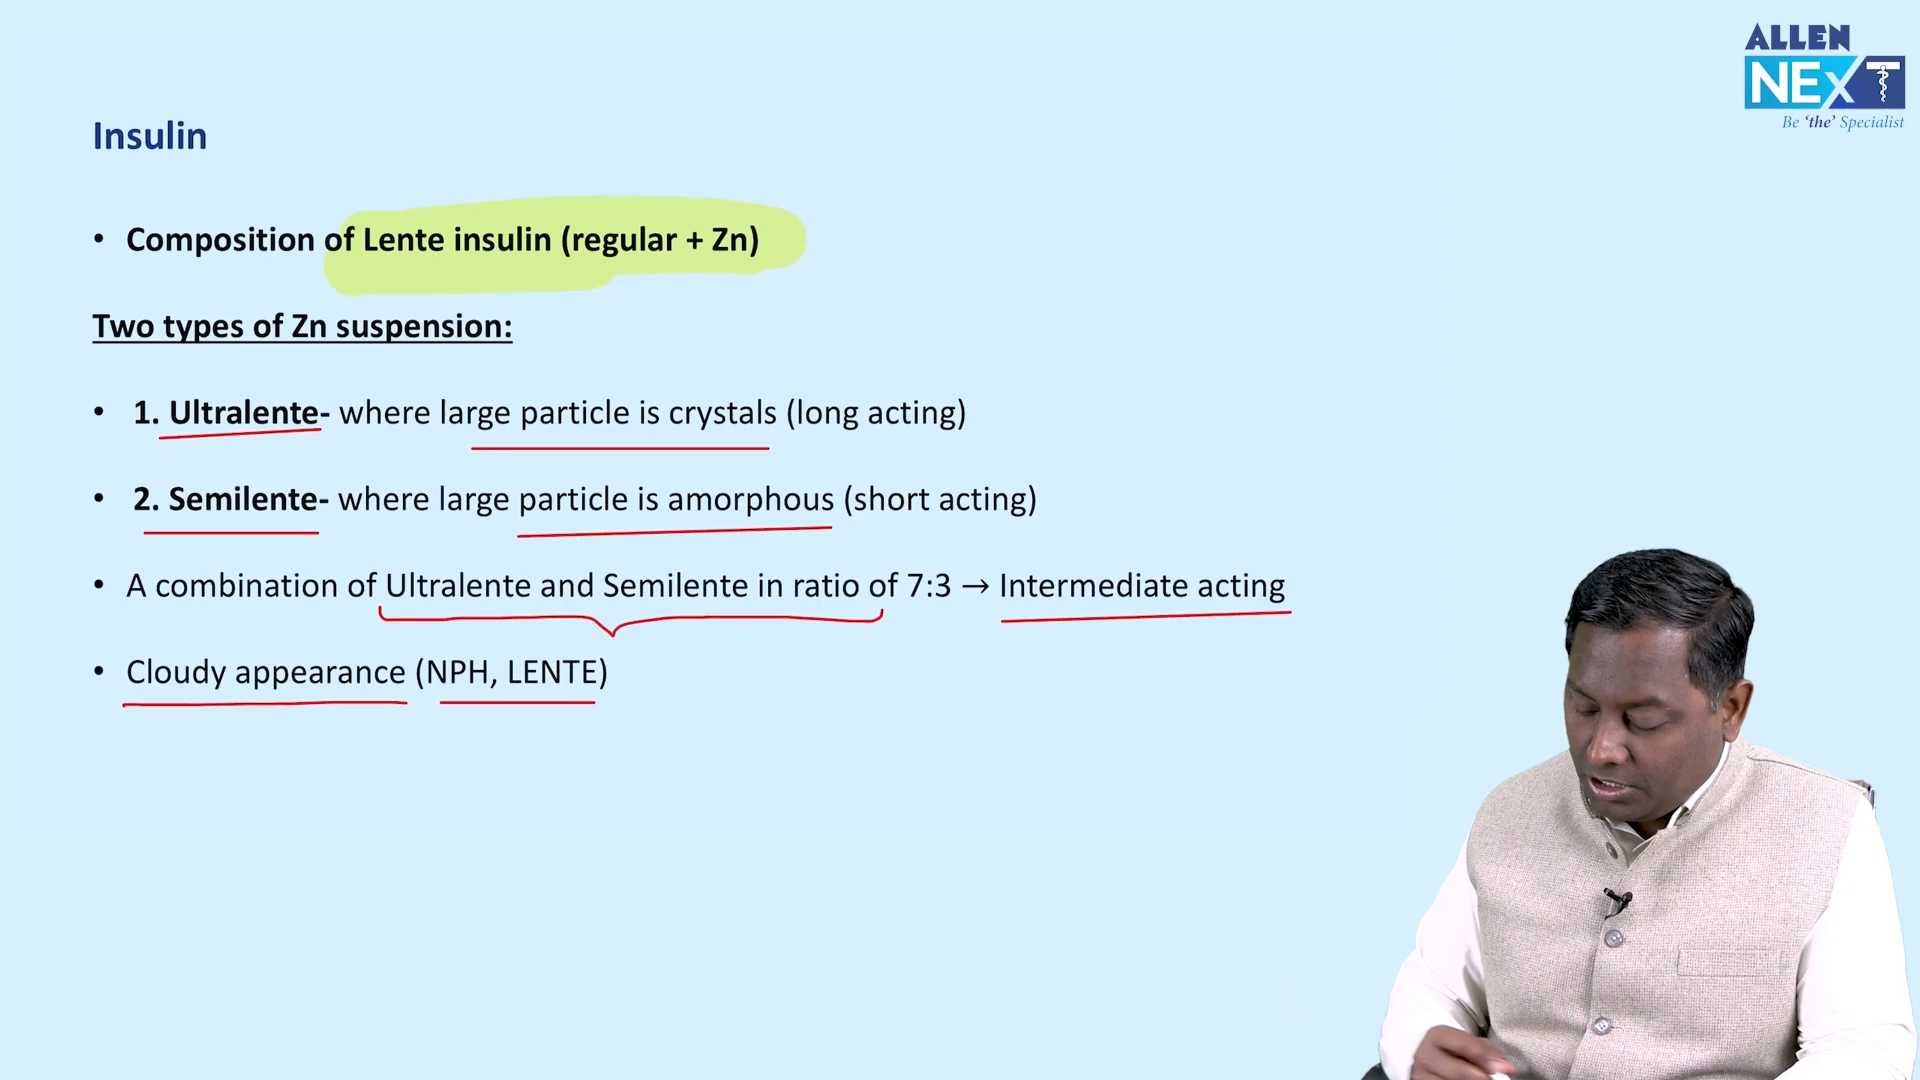 ALLEN
NEXT
Be 'the' Specialist
Insulin
• Composition of Lente insulin (regular + Zn)
Two types of Zn suspension:
• 1. Ultralente- where large particle is crystals (long acting)
• 2. Semilente- where large particle is amorphous (short acting)
• A combination of Ultralente and Semilente in ratio of 7:3 → Intermediate acting
• Cloudy appearance (NPH, LENTE)